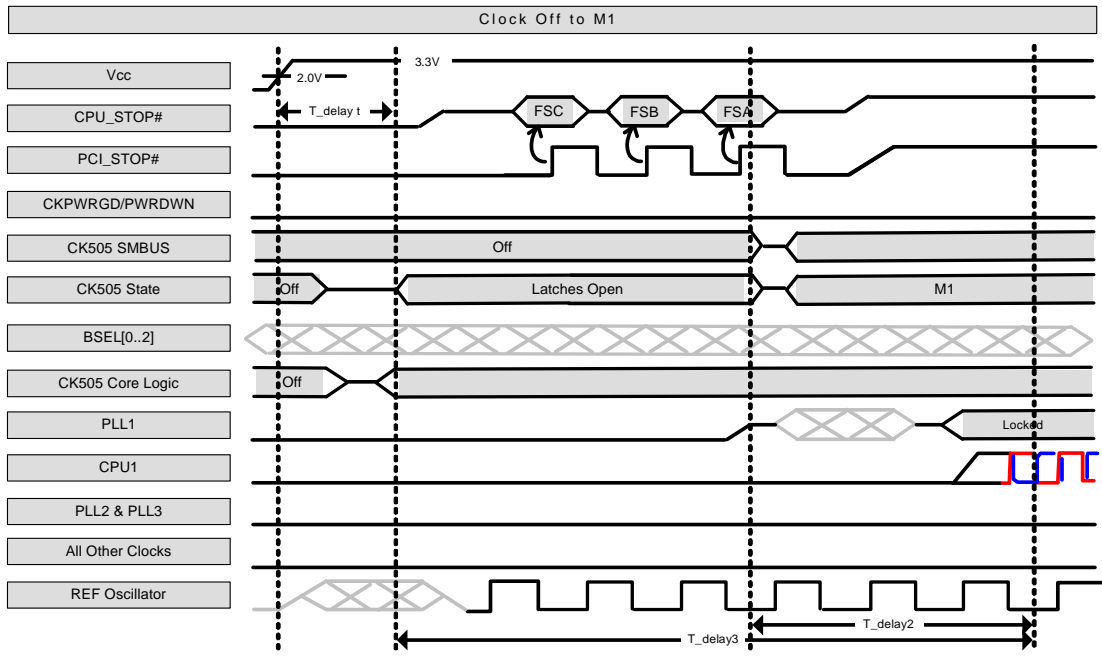 Clock Off to M1
Vcc
3.3V
2.0V
CPU_STOP#
T_delay t
FSC
FSB
FSA
PCI_STOP#
CKPWRGD/PWRDWN
CK505 SMBUS
Off
CK505 State
Off
Latches Open
M1
BSEL[0..2]
CK505 Core Logic
Off
PLL1
Locked
CPU1
PLL2 & PLL3
All Other Clocks
REF Oscillator
T_delay2
T_delay3